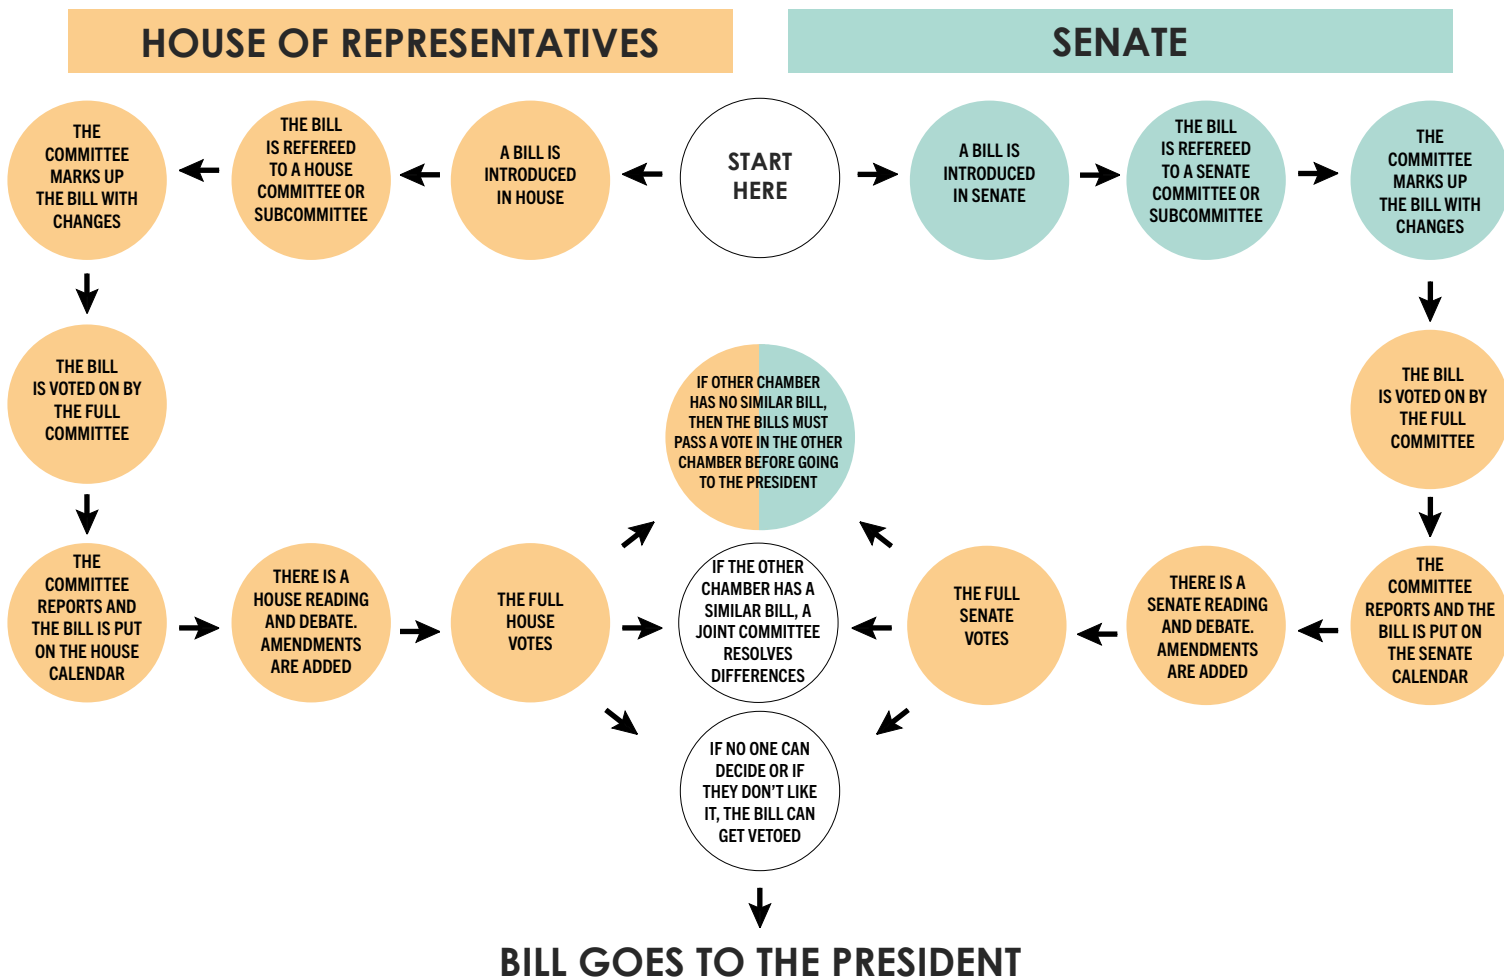 HOUSE OF REPRESENTATIVES
SENATE
THE
COMMITTEE
MARKS UP
THE BILL WITH
CHANGES
THE BILL
IS REFEREED
TO A HOUSE
COMMITTEE OR
SUBCOMMITTEE
A BILL IS
INTRODUCED
IN HOUSE
START
HERE
A BILL IS
INTRODUCED
IN SENATE
THE BILL
IS REFEREED
TO A SENATE
COMMITTEE OR
SUBCOMMITTEE
THE
COMMITTEE
MARKS UP
THE BILL WITH
CHANGES
THE BILL
IS VOTED ON BY
THE FULL
COMMITTEE
IF OTHER CHAMBER
HAS NO SIMILAR BILL,
THEN THE BILLS MUST
PASS A VOTE IN THE OTHER
CHAMBER BEFORE GOING
TO THE PRESIDENT
THE BILL
IS VOTED ON BY
THE FULL
COMMITTEE
THE
COMMITTEE
REPORTS AND
THE BILL IS PUT
ON THE HOUSE
CALENDAR
THERE IS A
HOUSE READING
AND DEBATE.
AMENDMENTS
ARE ADDED
THE FULL
HOUSE
VOTES
IF THE OTHER
CHAMBER HAS A
SIMILAR BILL, A
JOINT COMMITTEE
RESOLVES
DIFFERENCES
THE FULL
SENATE
VOTES
THERE IS A
SENATE READING
AND DEBATE.
AMENDMENTS
ARE ADDED
THE
COMMITTEE
REPORTS AND THE
BILL IS PUT ON
THE SENATE
CALENDAR
IF NO ONE CAN
DECIDE OR IF
THEY DON'T LIKE
IT, THE BILL CAN
GET VETOED
BILL GOES TO THE PRESIDENT